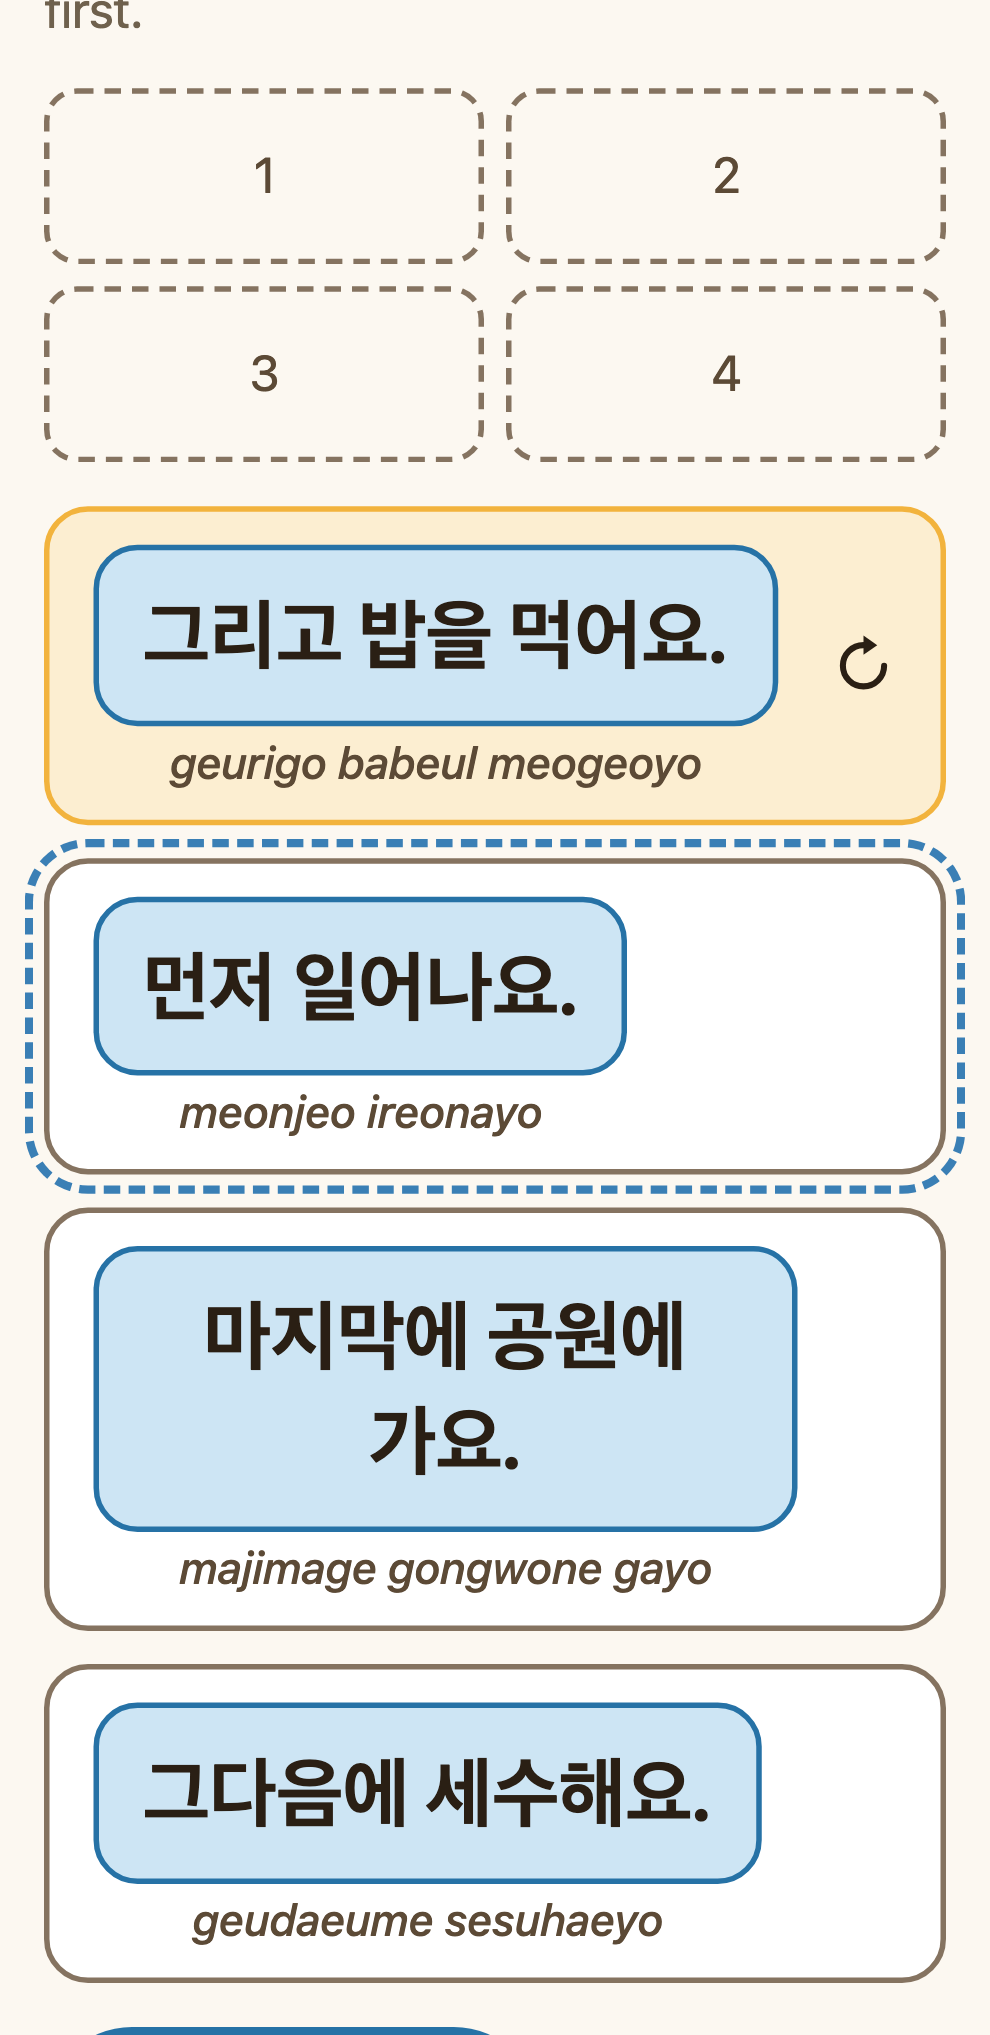 first.
1
2
3
4
그리고 밥을 먹어요.
geurigo babeul meogeoyo
먼저 일어나요.
meonjeo ireonayo
마지막에 공원에
가요.
majimage gongwone gayo
그다음에 세수해요.
geudaeume sesuhaeyo